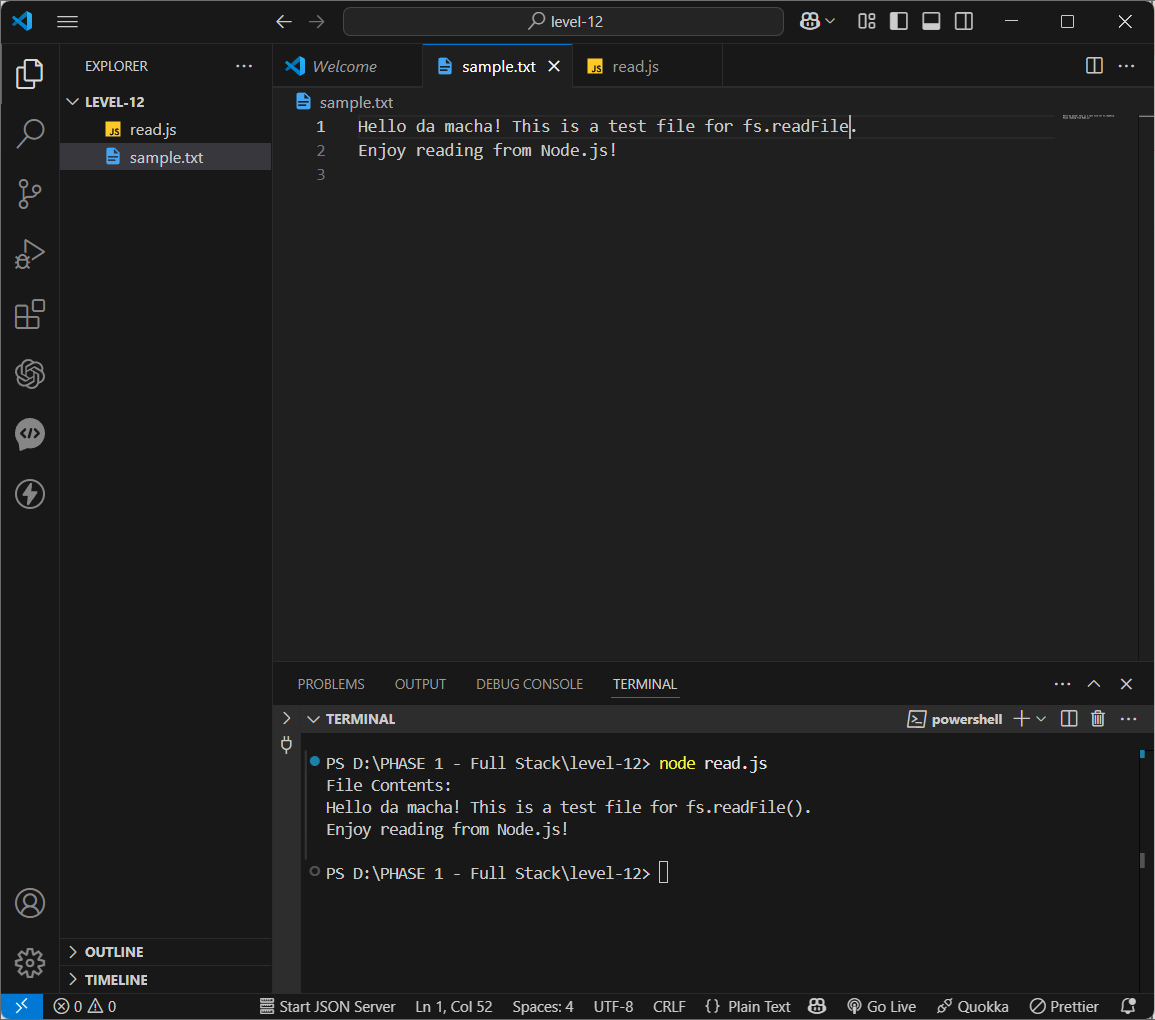 level-12
EXPLORER
LEVEL-12
read.js
sample.txt
OUTLINE
TIMELINE
Welcome
sample.txt
read.js
sample.txt
1 Hello da macha! This is a test file for fs.readFile.
2 Enjoy reading from Node.js!
3
PROBLEMS OUTPUT DEBUG CONSOLE TERMINAL
TERMINAL
powershell
PS D:\PHASE 1 - Full Stack\level-12> node read.js
File Contents:
Hello da macha! This is a test file for fs.readFile().
Enjoy reading from Node.js!
PS D:\PHASE 1 - Full Stack\level-12>
0 0 Start JSON Server Ln 1, Col 52 Spaces: 4 UTF-8 CRLF {} Plain Text Go Live Quokka Prettier